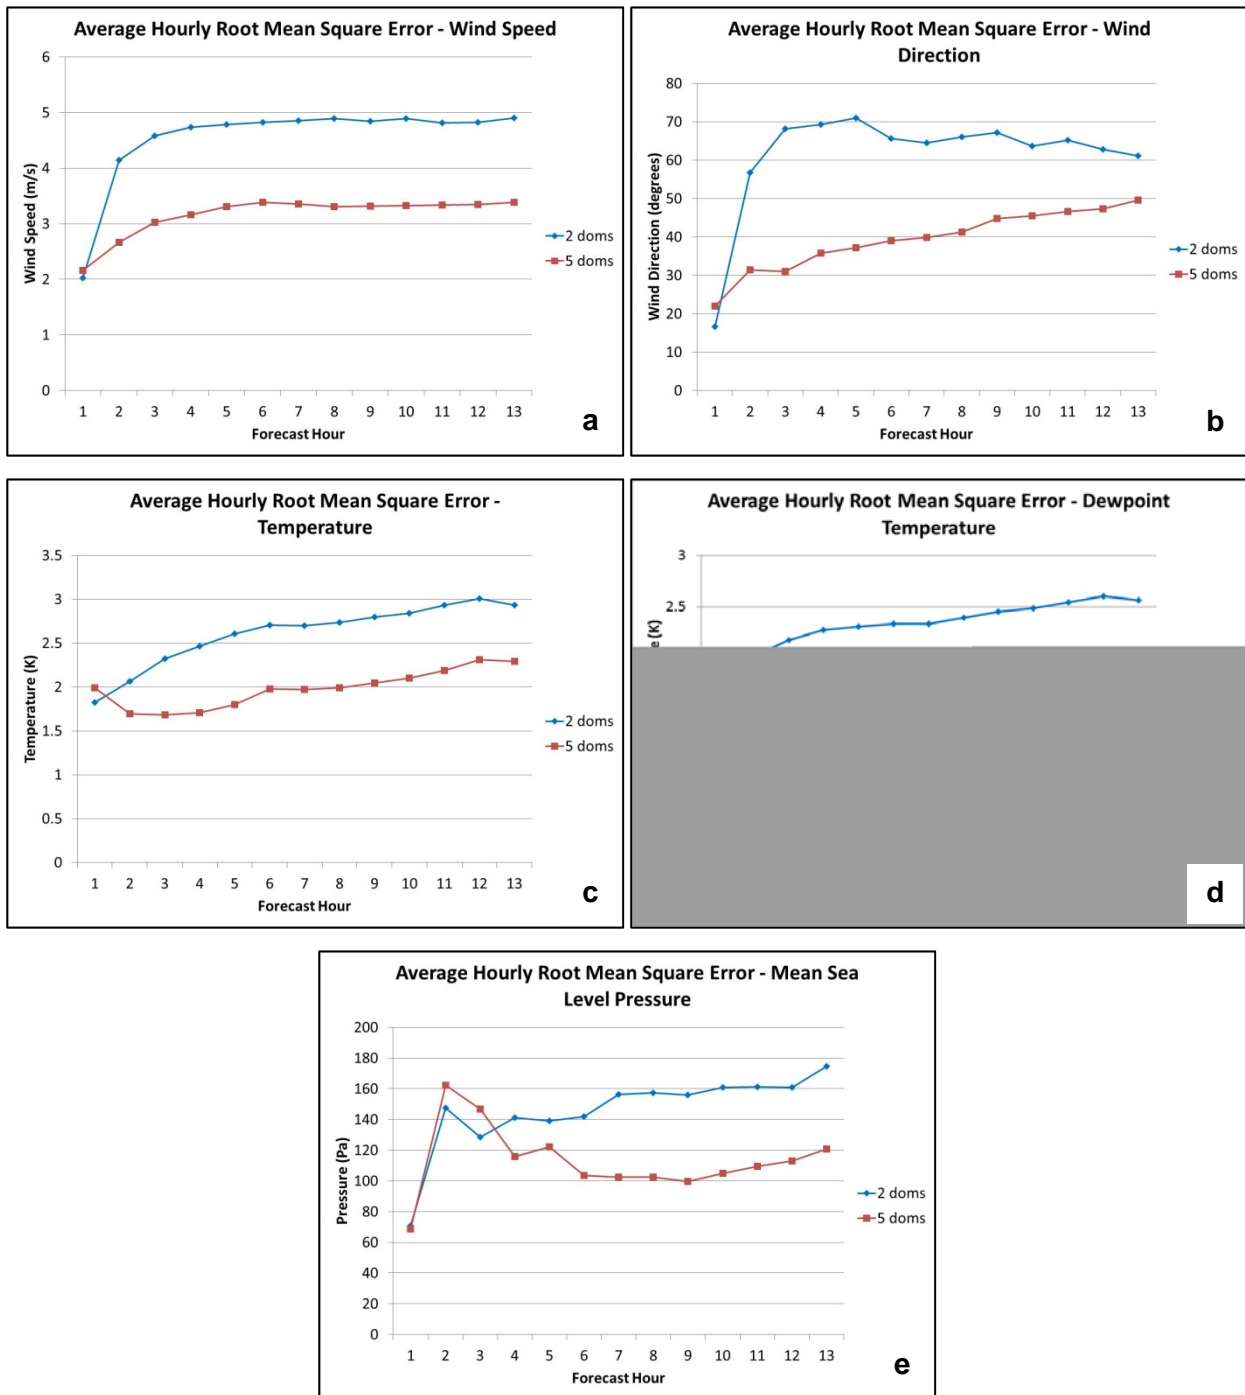 Average Hourly Root Mean Square Error - Wind Speed
6
5
4
3
2
1
0
Wind Speed (m/s)
1 2 3 4 5 6 7 8 9 10 11 12 13
Forecast Hour
2 doms
5 doms
a
Average Hourly Root Mean Square Error - Wind
Direction
80
70
60
50
40
30
20
10
0
Wind Direction (degrees)
1 2 3 4 5 6 7 8 9 10 11 12 13
Forecast Hour
2 doms
5 doms
b
Average Hourly Root Mean Square Error -
Temperature
3.5
3
2.5
2
1.5
1
0.5
0
Temperature (K)
1 2 3 4 5 6 7 8 9 10 11 12 13
Forecast Hour
2 doms
5 doms
c
Average Hourly Root Mean Square Error - Dewpoint
Temperature
3
2.5
(K)
d
Average Hourly Root Mean Square Error - Mean Sea
Level Pressure
200
180
160
140
120
100
80
60
40
20
0
Pressure (Pa)
1 2 3 4 5 6 7 8 9 10 11 12 13
Forecast Hour
2 doms
5 doms
e